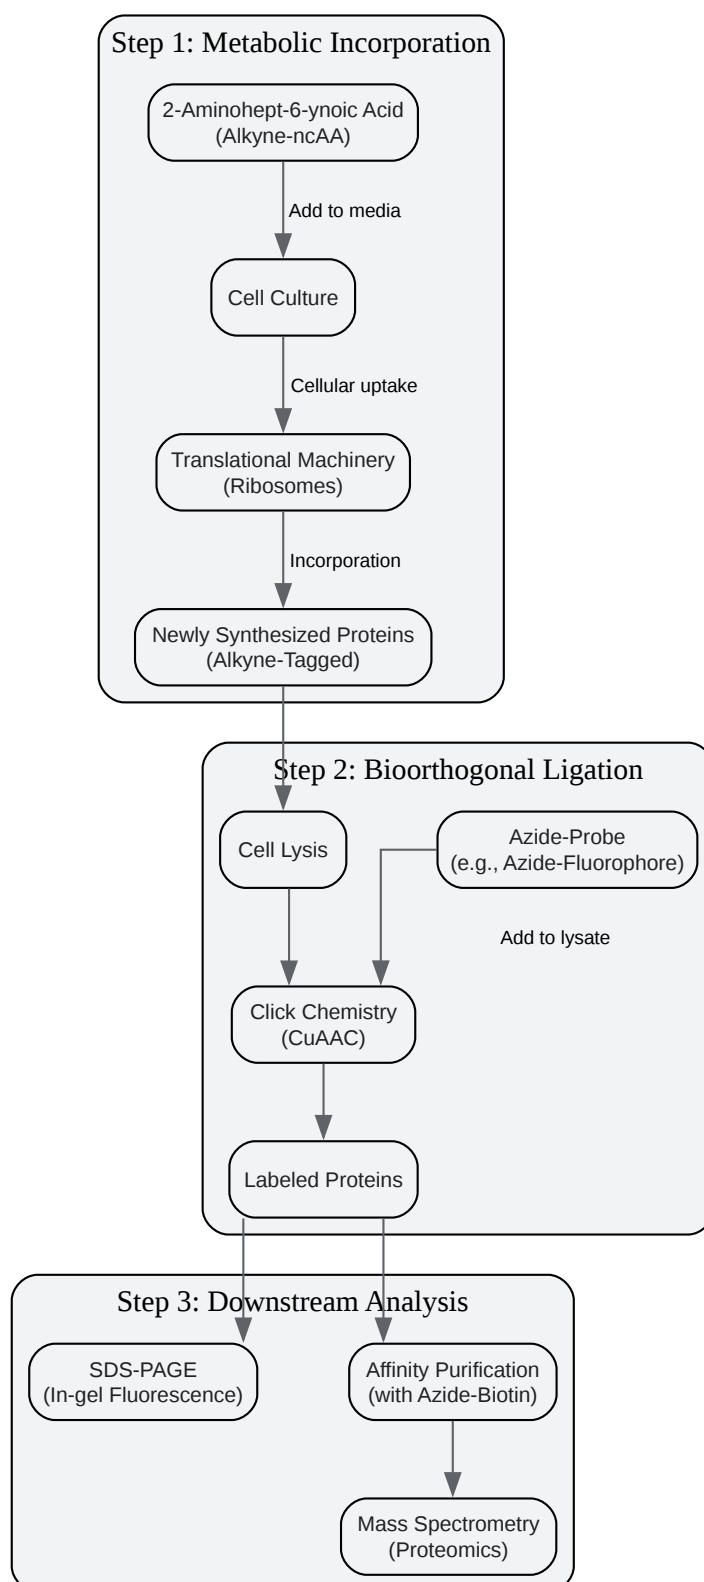 Step 1: Metabolic Incorporation
2-Aminohept-6-ynoic Acid
(Alkyne-ncAA)
Add to media
Cell Culture
Cellular uptake
Translational Machinery
(Ribosomes)
Incorporation
Newly Synthesized Proteins
(Alkyne-Tagged)
Step 2: Bioorthogonal Ligation
Cell Lysis
Azide-Probe
(e.g., Azide-Fluorophore)
Add to lysate
Click Chemistry
(CuAAC)
Labeled Proteins
Step 3: Downstream Analysis
SDS-PAGE
(In-gel Fluorescence)
Affinity Purification
(with Azide-Biotin)
Mass Spectrometry
(Proteomics)